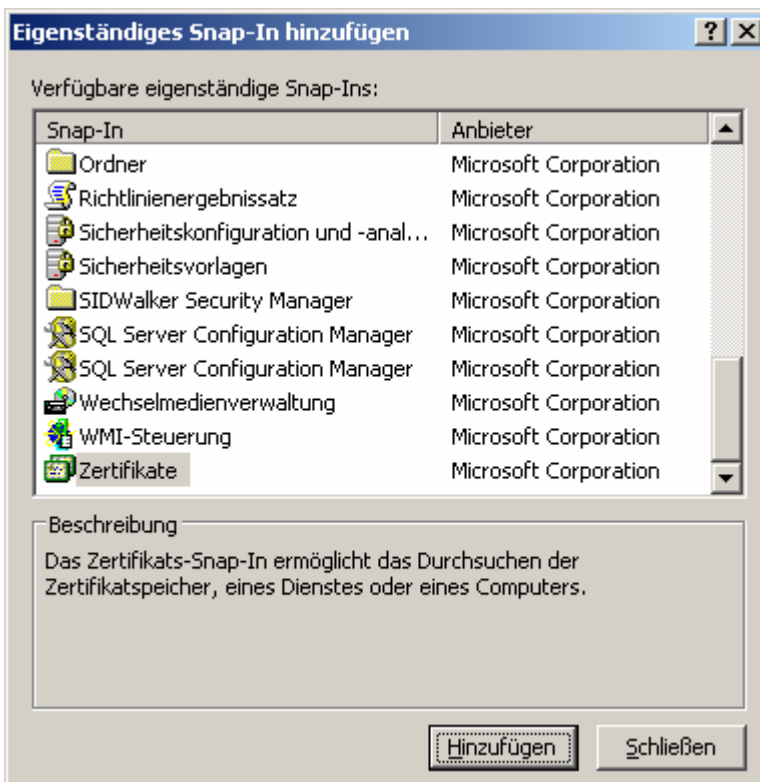 Eigenständiges Snap-In hinzufügen
Verfügbare eigenständige Snap-Ins:
Snap-In Anbieter
Ordner Microsoft Corporation
Richtlinienergebnissatz Microsoft Corporation
Sicherheitskonfiguration und -anal... Microsoft Corporation
Sicherheitsvorlagen Microsoft Corporation
SIDWalker Security Manager Microsoft Corporation
SQL Server Configuration Manager Microsoft Corporation
SQL Server Configuration Manager Microsoft Corporation
Wechselmedienverwaltung Microsoft Corporation
WMI-Steuerung Microsoft Corporation
Zertifikate Microsoft Corporation
Beschreibung
Das Zertifikats-Snap-In ermöglicht das Durchsuchen der
Zertifikatspeicher, eines Dienstes oder eines Computers.
Hinzufügen Schließen